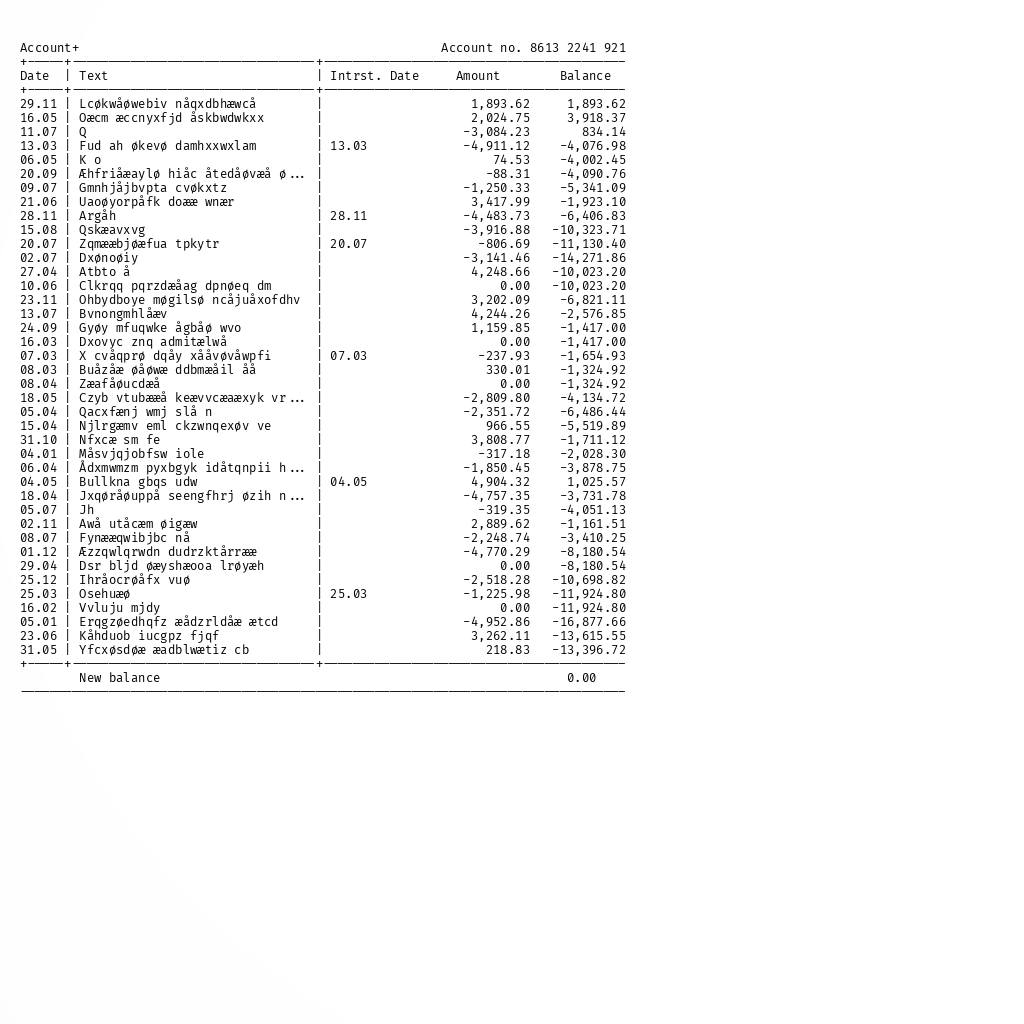 Account+ Account no. 8613 2241 921
Date | Text | Intrst. Date Amount Balance
29.11 | Lcøkwåøwebiv nåqxdbhæwcå | 1,893.62 1,893.62
16.05 | Oæcm æccnyxfjd åskbwdwkxx | 2,024.75 3,918.37
11.07 | Q | -3,084.23 834.14
13.03 | Fud ah økevø damhxxwxlam | 13.03 -4,911.12 -4,076.98
06.05 | K o | 74.53 -4,002.45
20.09 | Æhfriåæaylø hiåc åtedåøvæå ø... | -88.31 -4,090.76
09.07 | Gmnhjåjbvpta cvøkxtz | -1,250.33 -5,341.09
21.06 | Uaoøyorpåfk doææ wnær | 3,417.99 -1,923.10
28.11 | Argåh | 28.11 -4,483.73 -6,406.83
15.08 | Qskæavxvg | -3,916.88 -10,323.71
20.07 | Zqmææbjøæfua tpkytr | 20.07 -806.69 -11,130.40
02.07 | Dxønoøiy | -3,141.46 -14,271.86
27.04 | Atbto å | 4,248.66 -10,023.20
10.06 | Clkrqq pqrzdæåag dpnøeq dm | 0.00 -10,023.20
23.11 | Ohbydboye møgilsø ncåjuåxofdhv | 3,202.09 -6,821.11
13.07 | Bvnongmhlåæv | 4,244.26 -2,576.85
24.09 | Gyøy mfuqwke ågbåø wvo | 1,159.85 -1,417.00
16.03 | Dxovyc znq admitælwå | 0.00 -1,417.00
07.03 | X cvåqprø dqåy xååvøvåwpfi | 07.03 -237.93 -1,654.93
08.03 | Buåzåæ øåøwæ ddbmæåil åå | 330.01 -1,324.92
08.04 | Zæafåøucdæå | 0.00 -1,324.92
18.05 | Czyb vtubææå keævvcæaæxyk vr... | -2,809.80 -4,134.72
05.04 | Qacxfænj wmj slå n | -2,351.72 -6,486.44
15.04 | Njlrgæmv eml ckzwnqexøv ve | 966.55 -5,519.89
31.10 | Nfxcæ sm fe | 3,808.77 -1,711.12
04.01 | Måsvjqjobfsw iole | -317.18 -2,028.30
06.04 | Ådxmwmzm pyxbgyk idåtqnpii h... | -1,850.45 -3,878.75
04.05 | Bullkna gbqs udw | 04.05 4,904.32 1,025.57
18.04 | Jxqøråøuppå seengfhrj øzih n... | -4,757.35 -3,731.78
05.07 | Jh | -319.35 -4,051.13
02.11 | Awå utåcæm øigæw | 2,889.62 -1,161.51
08.07 | Fynææqwibjbc nå | -2,248.74 -3,410.25
01.12 | Æzzqwlqrwdn dudrzktårrææ | -4,770.29 -8,180.54
29.04 | Dsr bljd øæyshæooa lrøyæh | 0.00 -8,180.54
25.12 | Ihråocrøåfx vuø | -2,518.28 -10,698.82
25.03 | Osehuæø | 25.03 -1,225.98 -11,924.80
16.02 | Vvluju mjdy | 0.00 -11,924.80
05.01 | Erqgzøedhqfz æådzrldåæ ætcd | -4,952.86 -16,877.66
23.06 | Kåhduob iucgpz fjqf | 3,262.11 -13,615.55
31.05 | Yfcxøsdøæ æadblwætiz cb | 218.83 -13,396.72
New balance 0.00